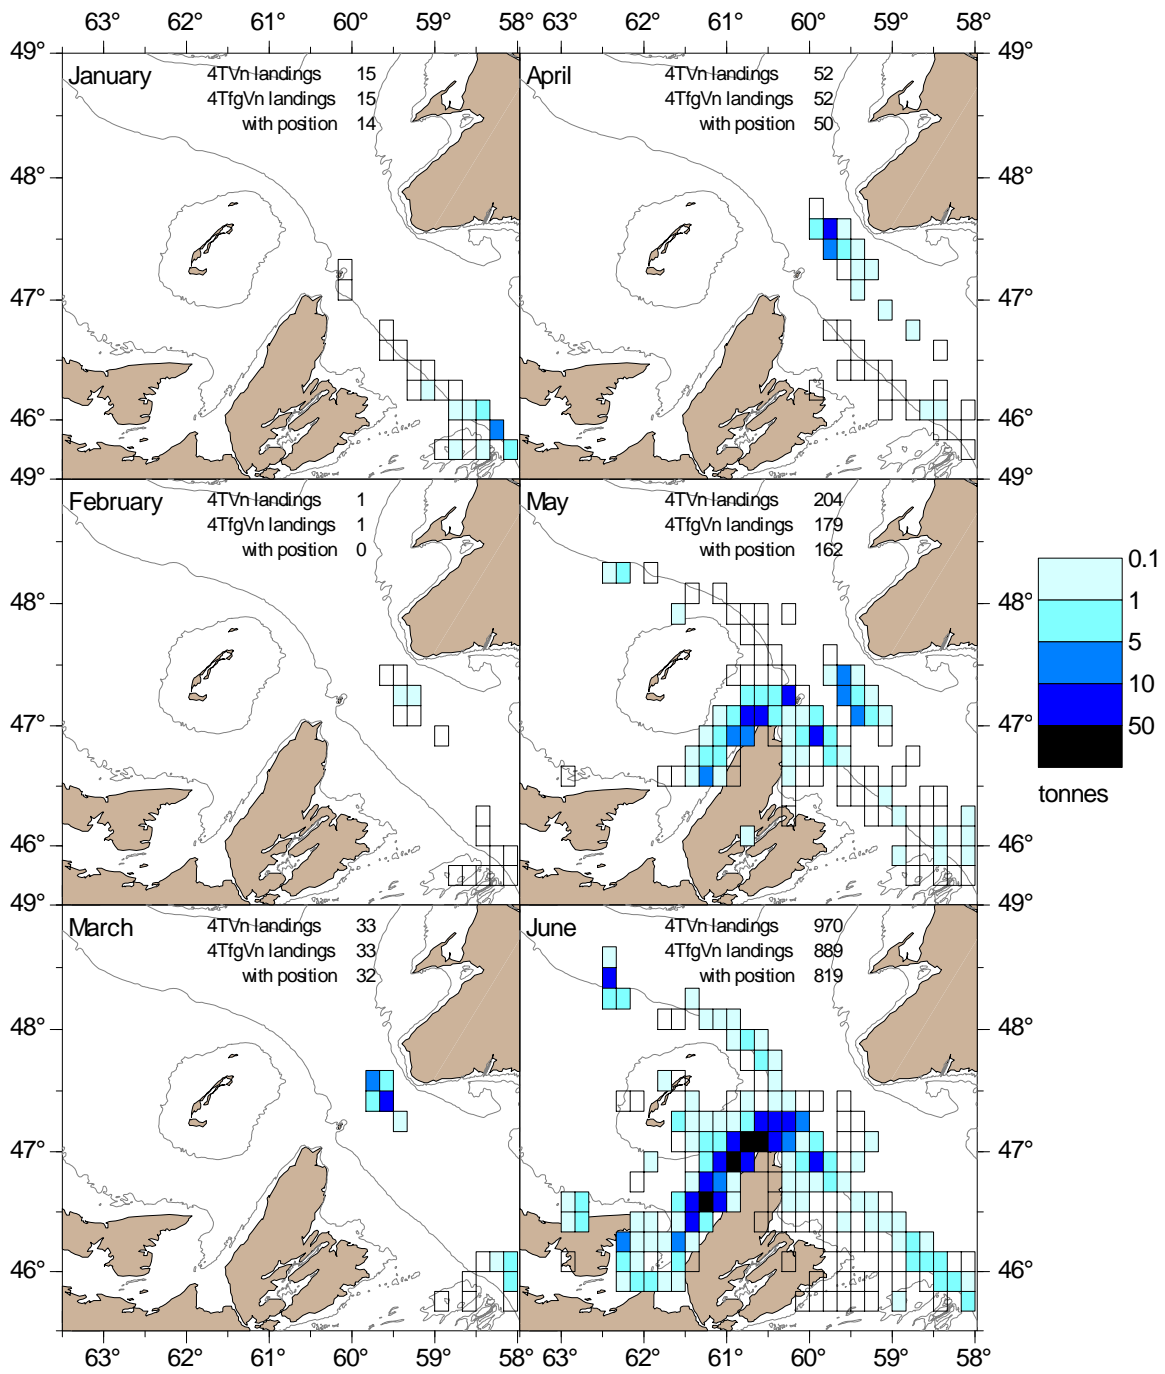 63° 62° 61° 60° 59° 58° 63° 62° 61° 60° 59° 58°
49° 49°
January 4TVn landings 15 April 4TVn landings 52
4TfgVn landings 15 4TfgVn landings 52
with position 14 with position 50
48° 48°
47° 47°
46° 46°
49° 49°
February 4TVn landings 1 May 4TVn landings 204
4TfgVn landings 1 4TfgVn landings 179
with position 0 with position 162
0.1
48° 48° 1
5
10
47° 47° 50
tonnes
46° 46°
49° 49°
March 4TVn landings 33 June 4TVn landings 970
4TfgVn landings 33 4TfgVn landings 889
with position 32 with position 819
48° 48°
47° 47°
46° 46°
63° 62° 61° 60° 59° 58° 63° 62° 61° 60° 59° 58°